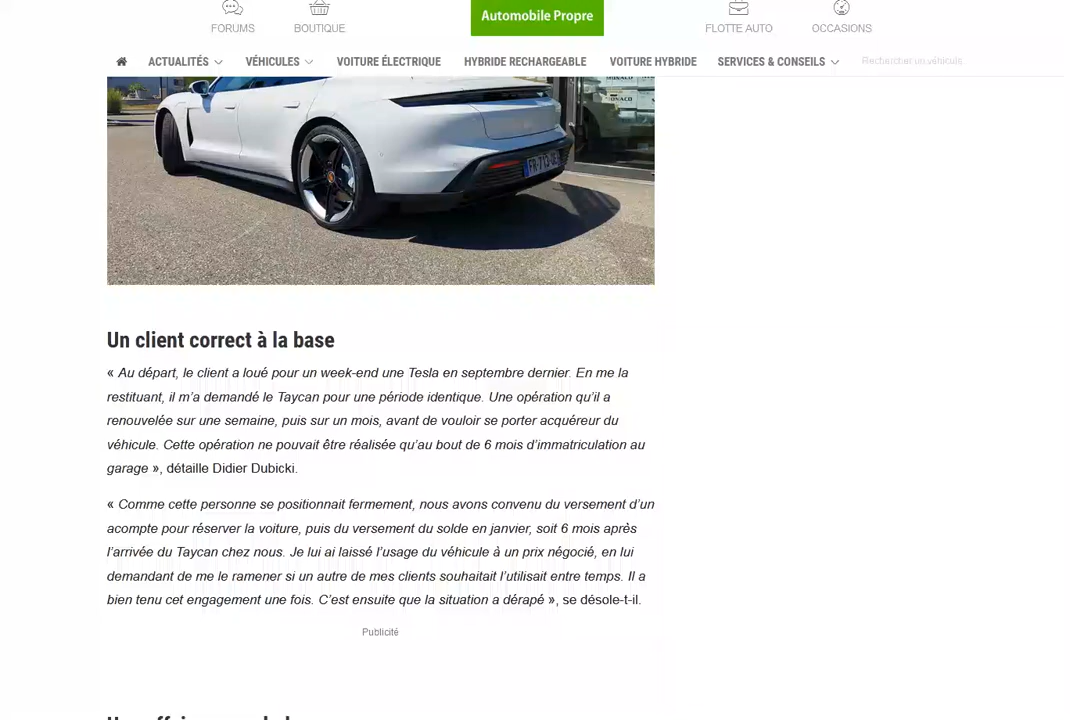 FORUMS
BOUTIQUE
Automobile Propre
FLOTTE AUTO
OCCASIONS
ACTUALITÉS
VÉHICULES
VOITURE ÉLECTRIQUE
HYBRIDE RECHARGEABLE
VOITURE HYBRIDE
SERVICES & CONSEILS
Rechercher un véhicule
MONACO
Un client correct à la base
« Au départ, le client a loué pour un week-end une Tesla en septembre dernier. En me la
restituant, il m’a demandé le Taycan pour une période identique. Une opération qu’il a
renouvelée sur une semaine, puis sur un mois, avant de vouloir se porter acquéreur du
véhicule. Cette opération ne pouvait être réalisée qu’au bout de 6 mois d’immatriculation au
garage », détaille Didier Dubicki.
« Comme cette personne se positionnait fermement, nous avons convenu du versement d’un
acompte pour réserver la voiture, puis du versement du solde en janvier, soit 6 mois après
l’arrivée du Taycan chez nous. Je lui ai laissé l’usage du véhicule à un prix négocié, en lui
demandant de me le ramener si un autre de mes clients souhaitait l’utilisait entre temps. Il a
bien tenu cet engagement une fois. C’est ensuite que la situation a dérapé », se désole-t-il.
Publicité